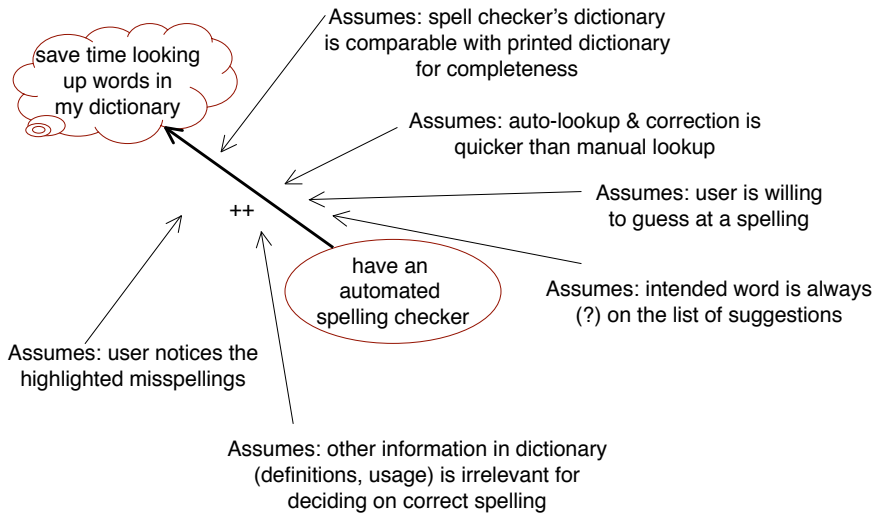 save time looking
up words in
my dictionary
Assumes: spell checker’s dictionary
is comparable with printed dictionary
for completeness
Assumes: auto-lookup & correction is
quicker than manual lookup
Assumes: user is willing
to guess at a spelling
++
have an
automated
spelling checker
Assumes: intended word is always
(?) on the list of suggestions
Assumes: user notices the
highlighted misspellings
Assumes: other information in dictionary
(definitions, usage) is irrelevant for
deciding on correct spelling